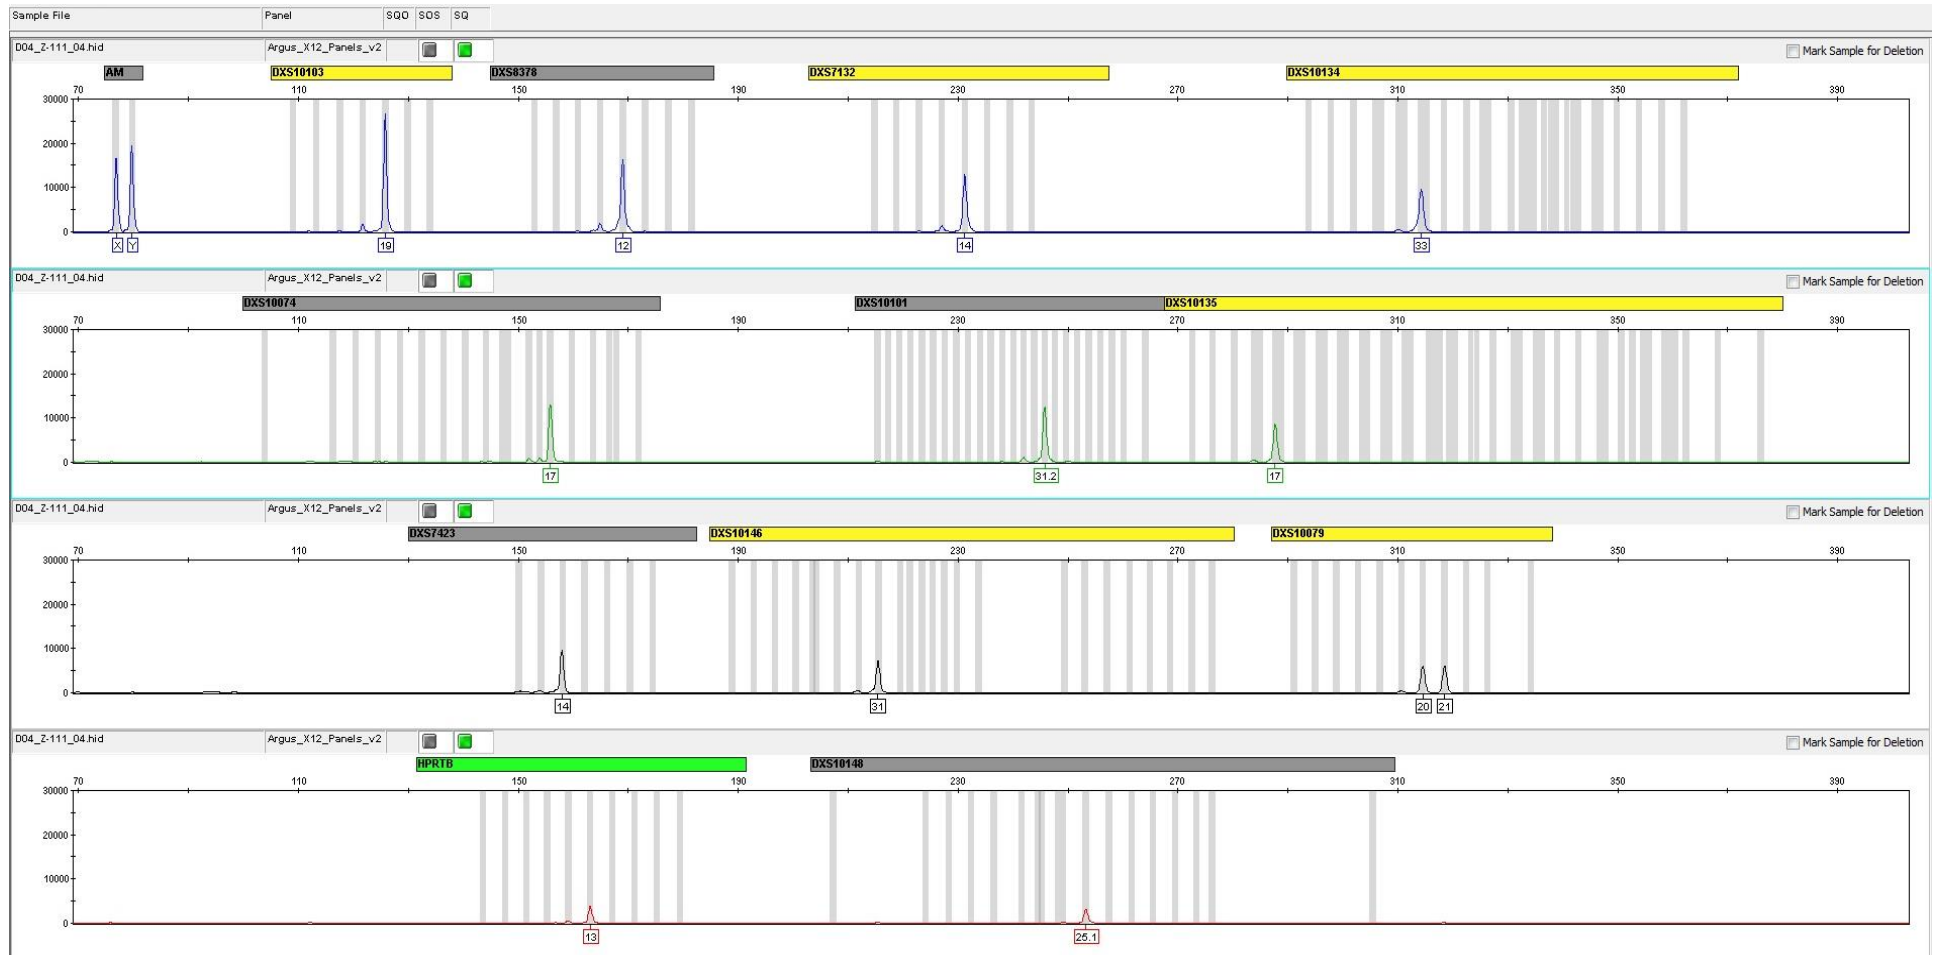 Sample File Panel SQO SOS SQ
D04_Z-111_04.hid Argus_X12_Panels_v2 Mark Sample for Deletion
AM DXS10103 DXS8378 DXS7132 DXS10134
70 110 150 190 230 270 310 350 390
30000
20000
10000
0
X Y 19 12 14 33
D04_Z-111_04.hid Argus_X12_Panels_v2 Mark Sample for Deletion
DXS10074 DXS10101 DXS10135
70 110 150 190 230 270 310 350 390
30000
20000
10000
0
17 31.2 17
D04_Z-111_04.hid Argus_X12_Panels_v2 Mark Sample for Deletion
DXS7423 DXS10146 DXS10079
70 110 150 190 230 270 310 350 390
30000
20000
10000
0
14 31 20 21
D04_Z-111_04.hid Argus_X12_Panels_v2 Mark Sample for Deletion
HPRTB DXS10148
70 110 150 190 230 270 310 350 390
30000
20000
10000
0
13 25.1